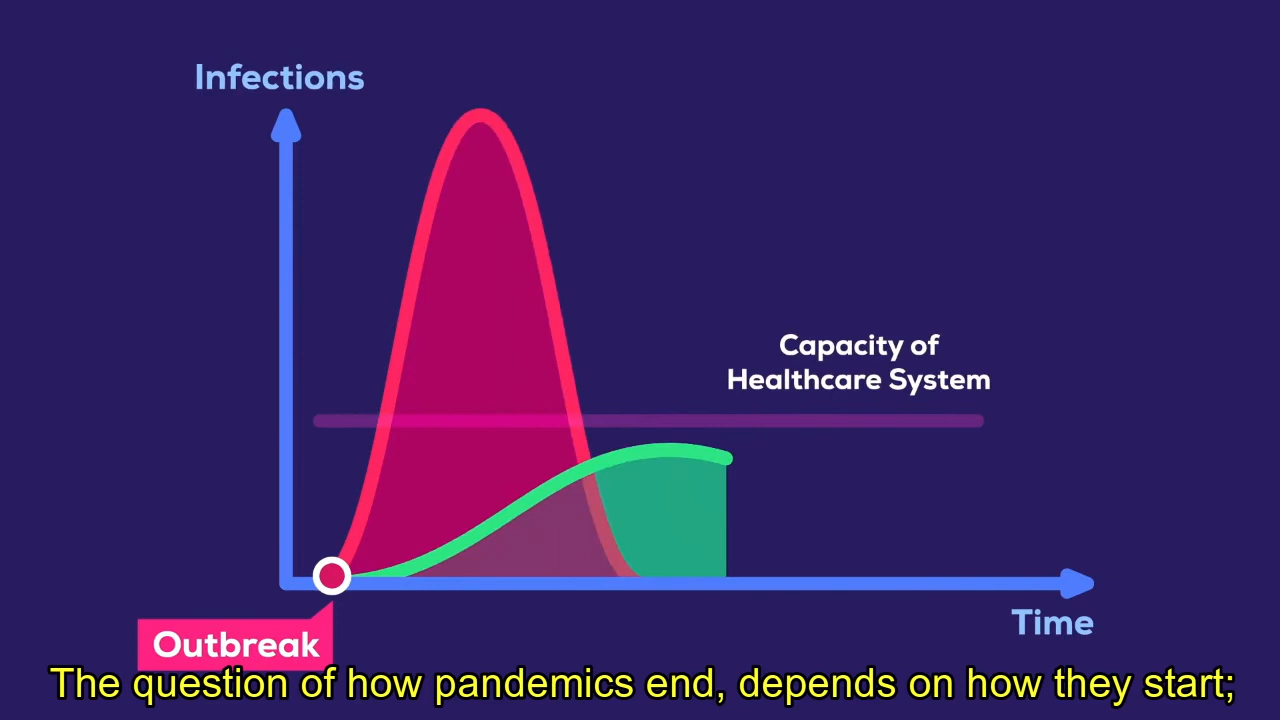 Infections
Capacity of
Healthcare System
Time
Outbreak
The question of how pandemics end, depends on how they start;